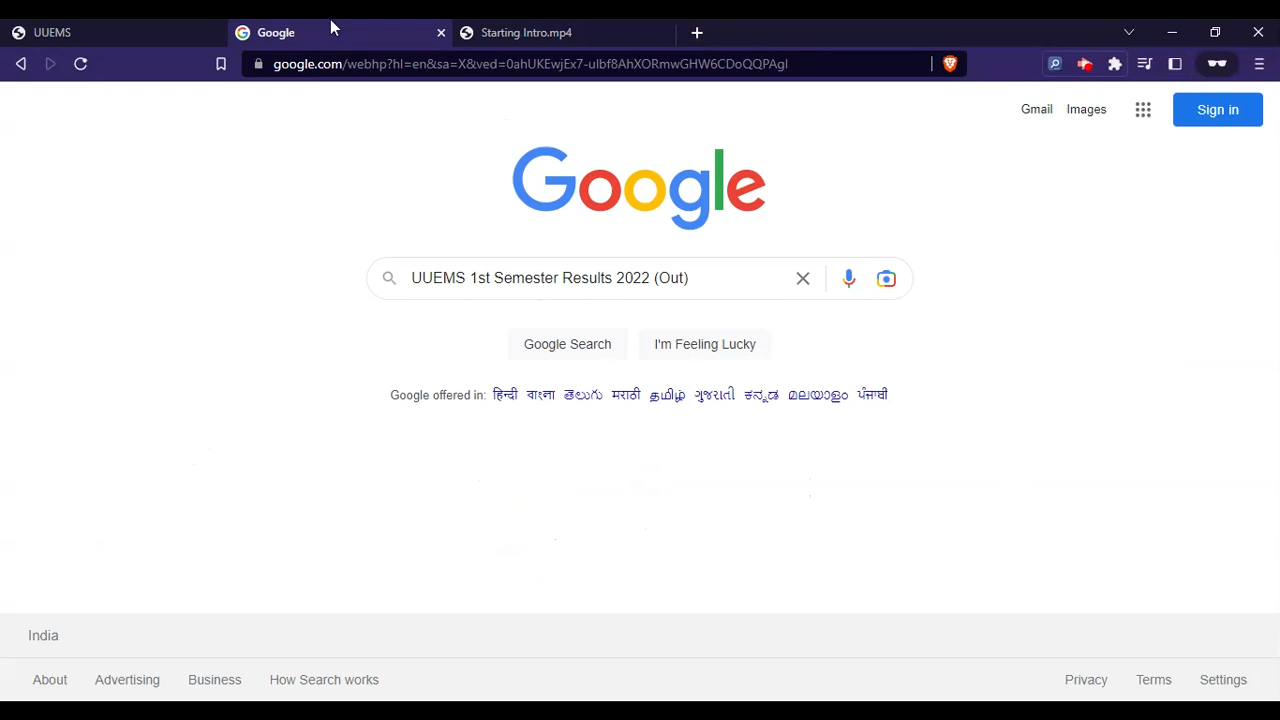 UUEMS
Google
Starting Intro.mp4
google.com/webhp?hl=en&sa=X&ved=0ahUKEwjEx7-ulbf8AhXORmwGHW6CDoQQPAgI
Gmail Images Sign in
Google
UUEMS 1st Semester Results 2022 (Out)
Google Search I'm Feeling Lucky
Google offered in: हिन्दी বাংলা తెలుగు मराठी தமிழ் ગુજરાતી ಕನ್ನಡ മലയാളം ਪੰਜਾਬੀ
India
About Advertising Business How Search works Privacy Terms Settings